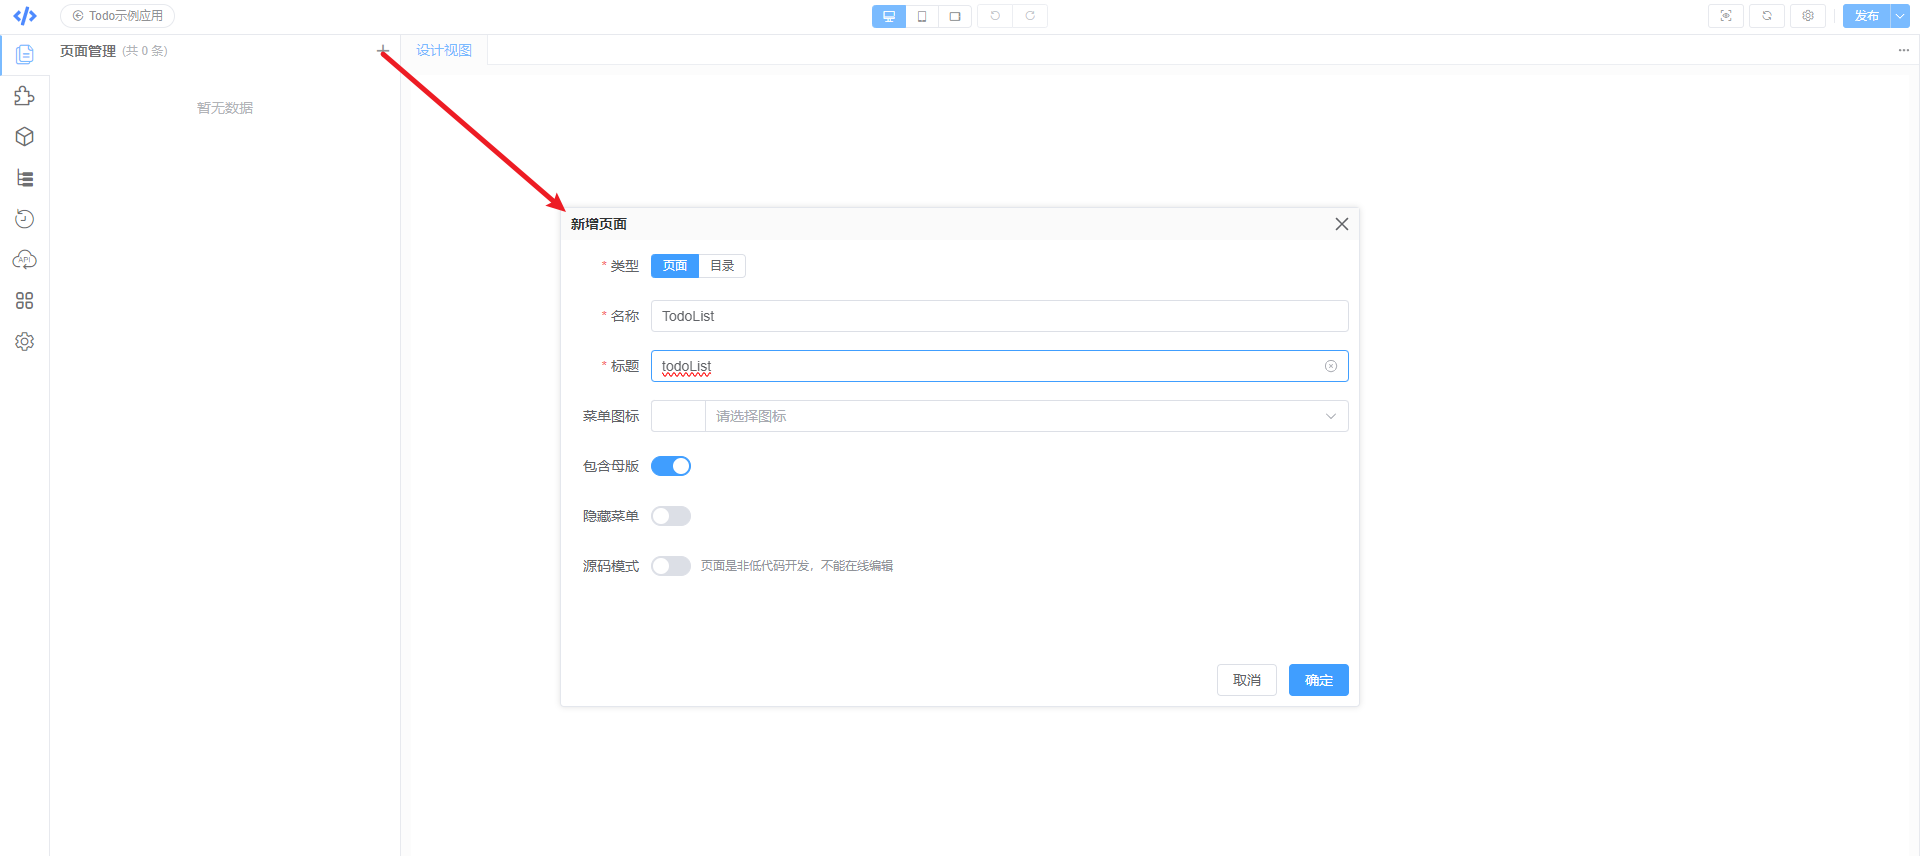 Todo示例应用
发布
页面管理 (共 0 条)
设计视图
暂无数据
API
新增页面
* 类型 页面 目录
* 名称 TodoList
* 标题 todoList
菜单图标 请选择图标
包含母版
隐藏菜单
源码模式 页面是非低代码开发，不能在线编辑
取消 确定